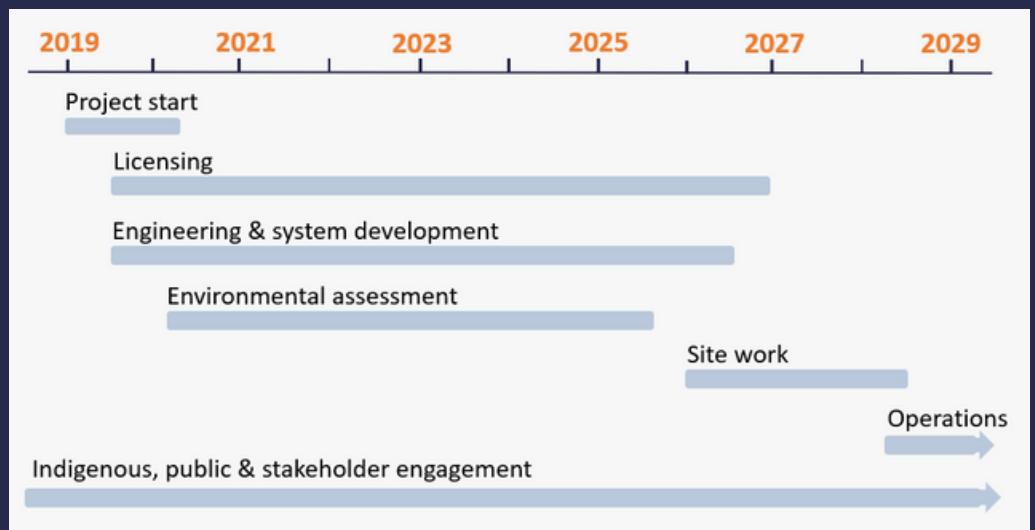 2019 2021 2023 2025 2027 2029
Project start
Licensing
Engineering & system development
Environmental assessment
Site work
Operations
Indigenous, public & stakeholder engagement